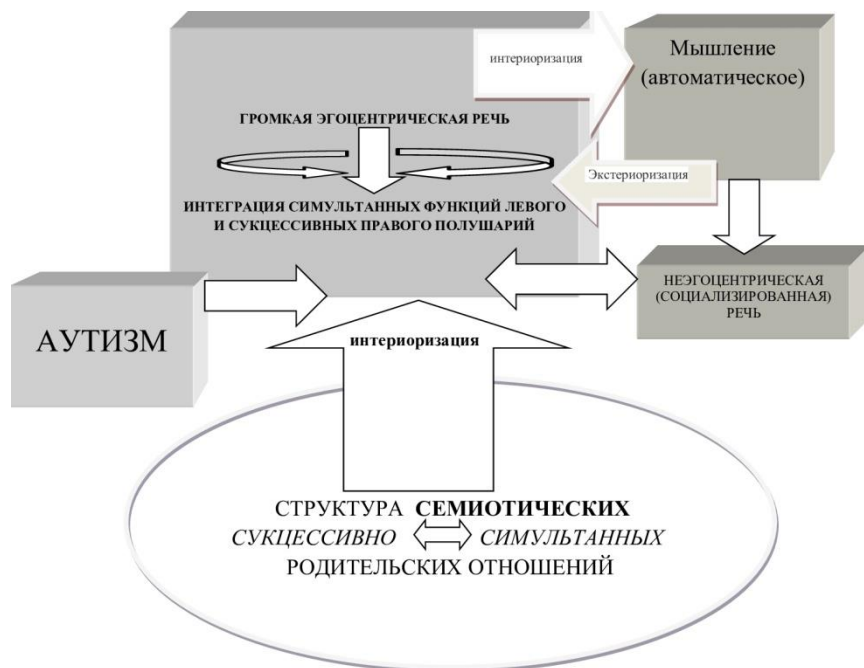 интериоризация
Мышление
(автоматическое)
ГРОМКАЯ ЭГОЦЕНТРИЧЕСКАЯ РЕЧЬ
Экстериоризация
ИНТЕГРАЦИЯ СИМУЛЬТАННЫХ ФУНКЦИЙ ЛЕВОГО
И СУКЦЕССИВНЫХ ПРАВОГО ПОЛУШАРИЙ
НЕЭГОЦЕНТРИЧЕСКАЯ
(СОЦИАЛИЗИРОВАННАЯ)
РЕЧЬ
АУТИЗМ
интериоризация
СТРУКТУРА СЕМИОТИЧЕСКИХ
СУКЦЕССИВНО СИМУЛЬТАННЫХ
РОДИТЕЛЬСКИХ ОТНОШЕНИЙ